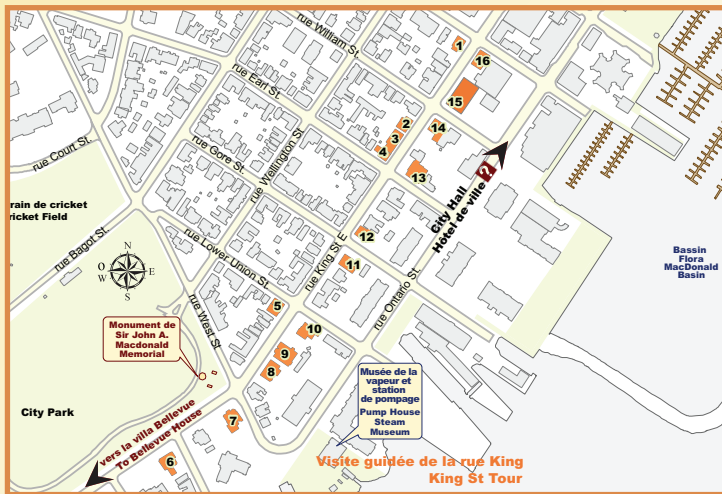 rue William St.
1
16
rue Earl St.
15
2
3
14
4
rue Court St.
rue Gore St.
rue Wellington St
13
?
City Hall
Hôtel de ville
rain de cricket
ricket Field
12
rue Bagot St.
rue Lower Union St.
rue King St. E
11
Bassin
Flora
MacDonald
Basin
N
O
W
E
S
rue West St
rue Ontario St.
5
10
Monument de
Sir John A.
Macdonald
Memorial
9
8
Musée de la
vapeur et
station
de pompage
Pump House
Steam
Museum
City Park
7
vers la villa Bellevue
To Bellevue House
6
Visite guidée de la rue King
King St Tour